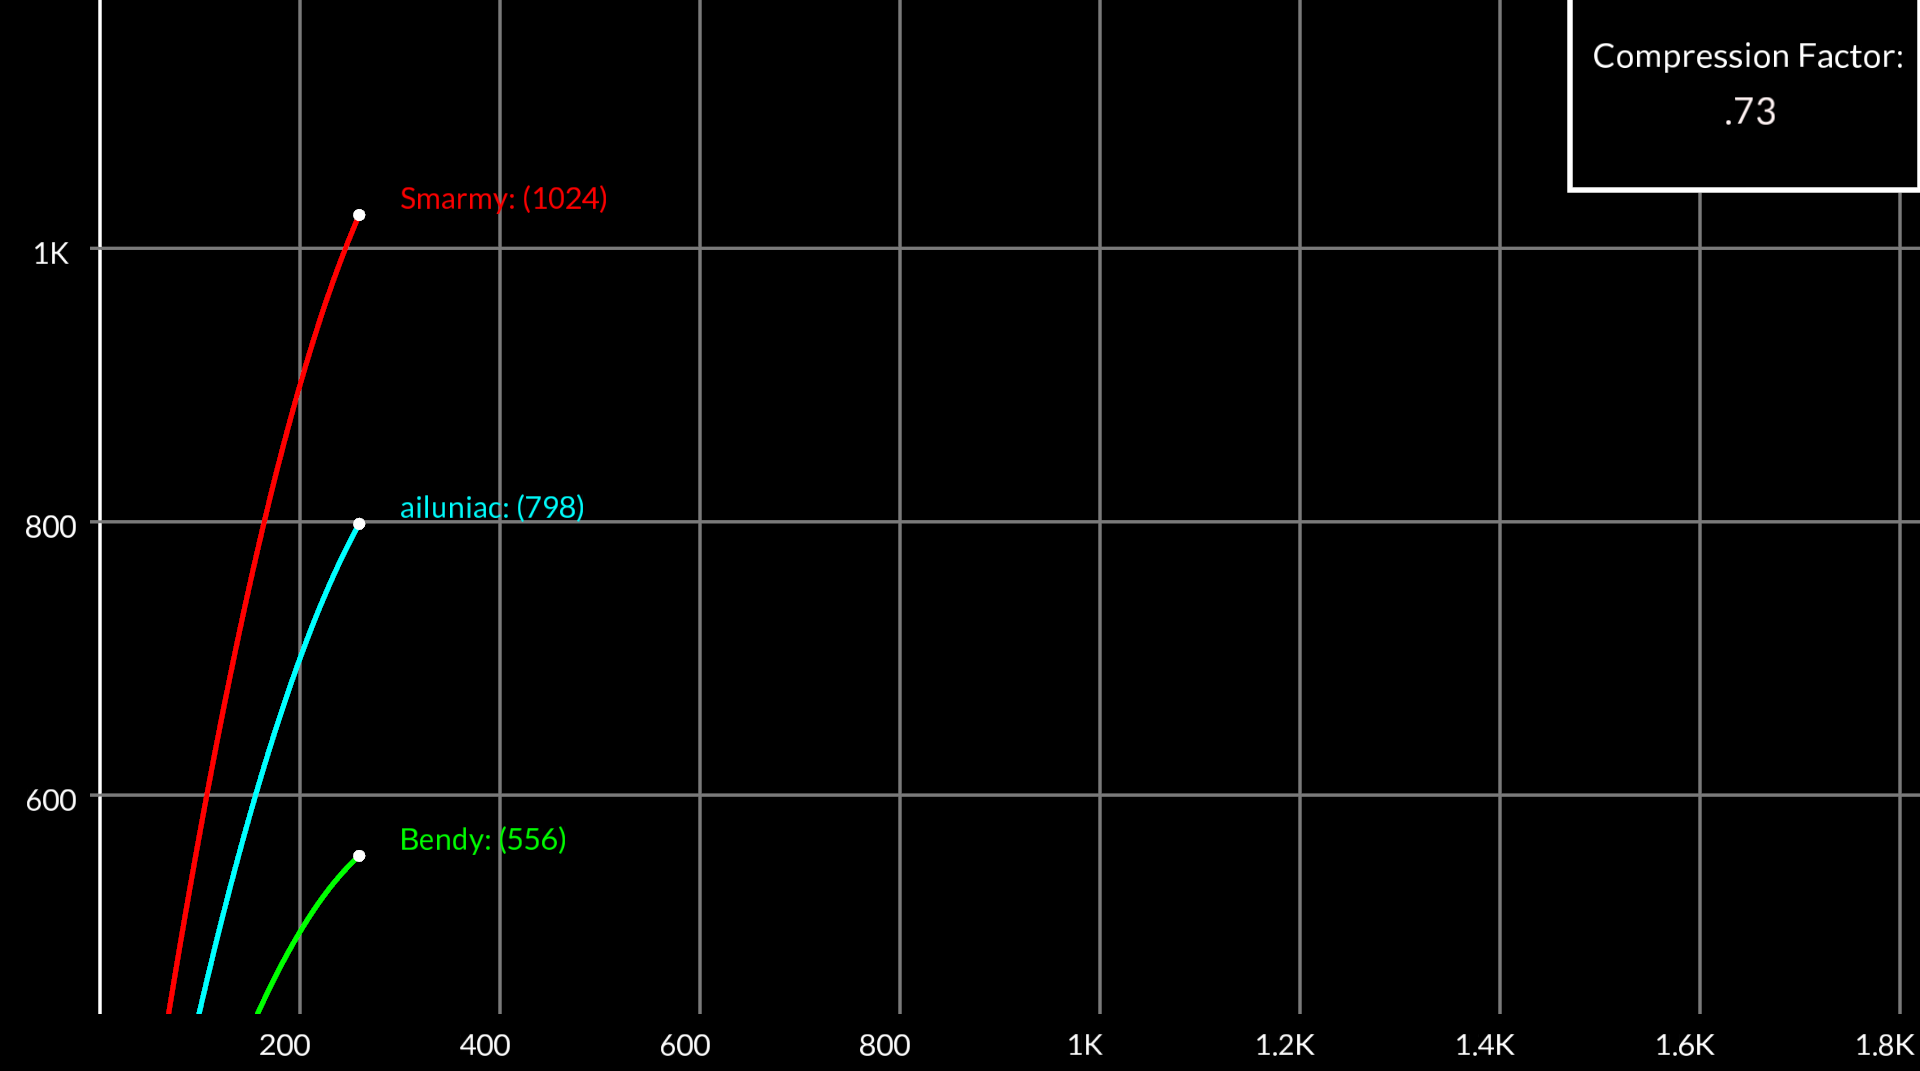 Compression Factor:
.73
Smarmy: (1024)
1K
ailuniac: (798)
800
600
Bendy: (556)
200 400 600 800 1K 1.2K 1.4K 1.6K 1.8K